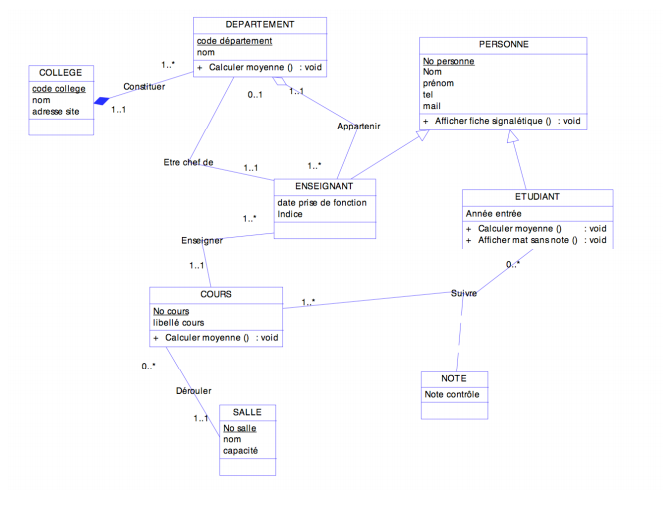 DEPARTEMENT
code département
nom
+ Calculer moyenne () : void
PERSONNE
No personne
Nom
prénom
tel
mail
+ Afficher fiche signalétique () : void
COLLEGE
code college
nom
adresse site
1..*
Constituer
1..1
0..1
1..1
Appartenir
Etre chef de
1..1
1..*
ENSEIGNANT
date prise de fonction
Indice
ETUDIANT
Année entrée
+ Calculer moyenne () : void
+ Afficher mat sans note () : void
1..*
Enseigner
1..1
0..*
COURS
No cours
libellé cours
+ Calculer moyenne () : void
1..*
Suivre
0..*
Dérouler
1..1
NOTE
Note contrôle
SALLE
No salle
nom
capacité